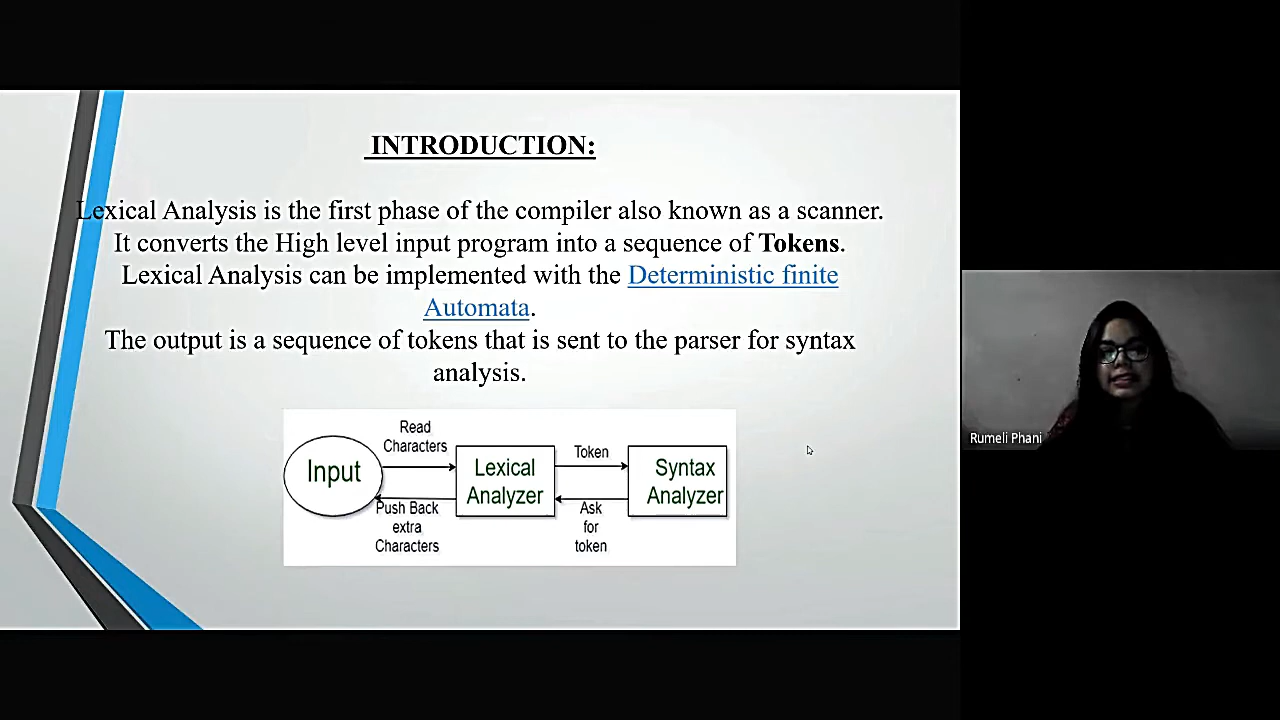 INTRODUCTION:
Lexical Analysis is the first phase of the compiler also known as a scanner.
It converts the High level input program into a sequence of Tokens.
Lexical Analysis can be implemented with the Deterministic finite
Automata.
The output is a sequence of tokens that is sent to the parser for syntax
analysis.
Input
Read
Characters
Push Back
extra
Characters
Lexical
Analyzer
Token
Ask
for
token
Syntax
Analyzer
Rumeli Phani